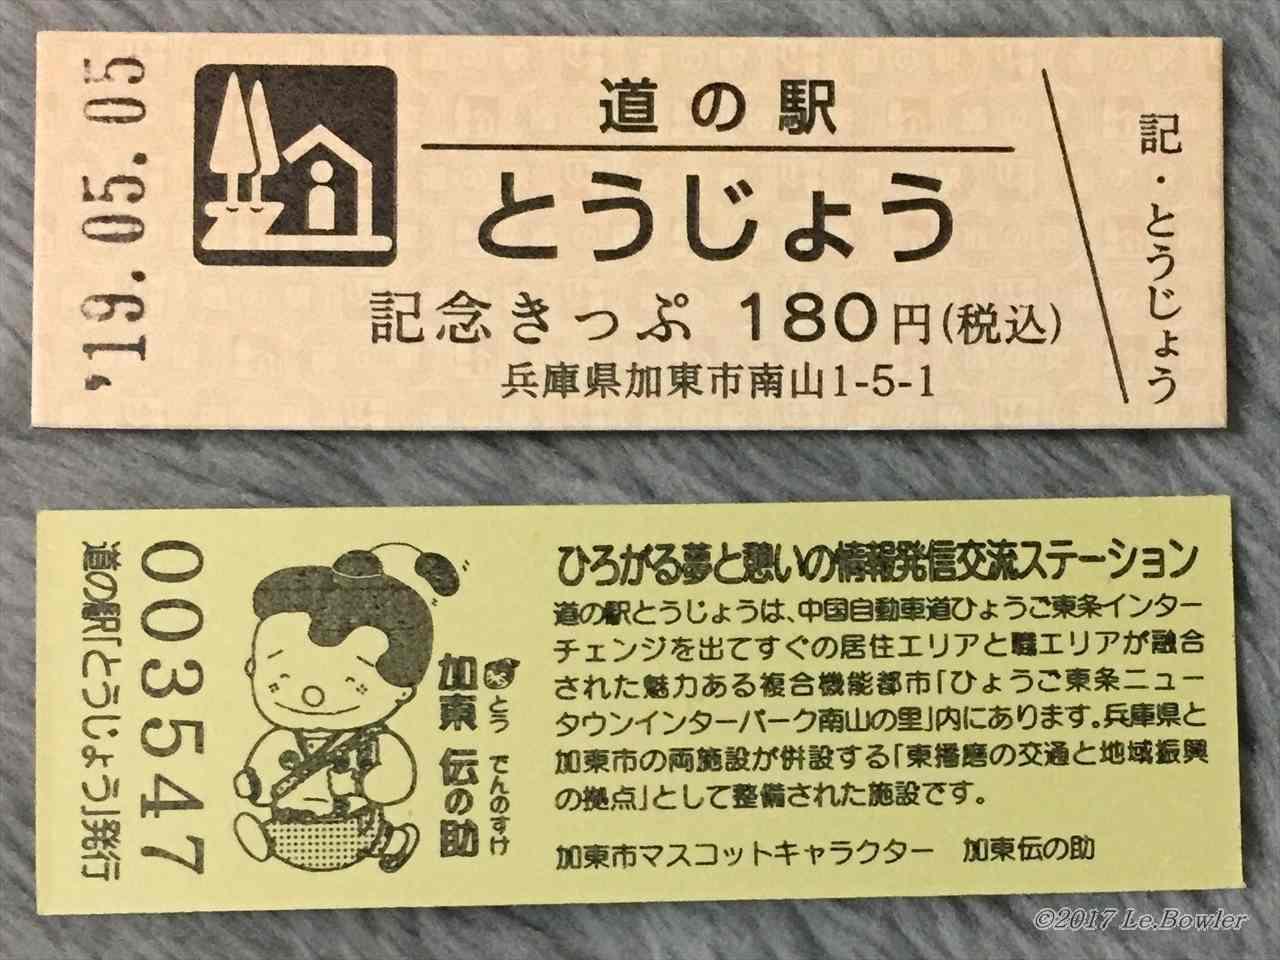 '19.05.05
道の駅
とうじょう
記念きっぷ 180円(税込)
兵庫県加東市南山1-5-1
記・とうじょう
道の駅「とうじょう」発行
003547
加東 伝の助
かとう でんのすけ
ひろがる夢と憩いの情報発信交流ステーション
道の駅とうじょうは、中国自動車道ひょうご東条インター
チェンジを出てすぐの居住エリアと職エリアが融合
された魅力ある複合機能都市「ひょうご東条ニュー
タウンインターパーク南山の里」内にあります。兵庫県と
加東市の両施設が併設する「東播磨の交通と地域振興
の拠点」として整備された施設です。
加東市マスコットキャラクター 加東伝の助
©2017 Le.Bowler